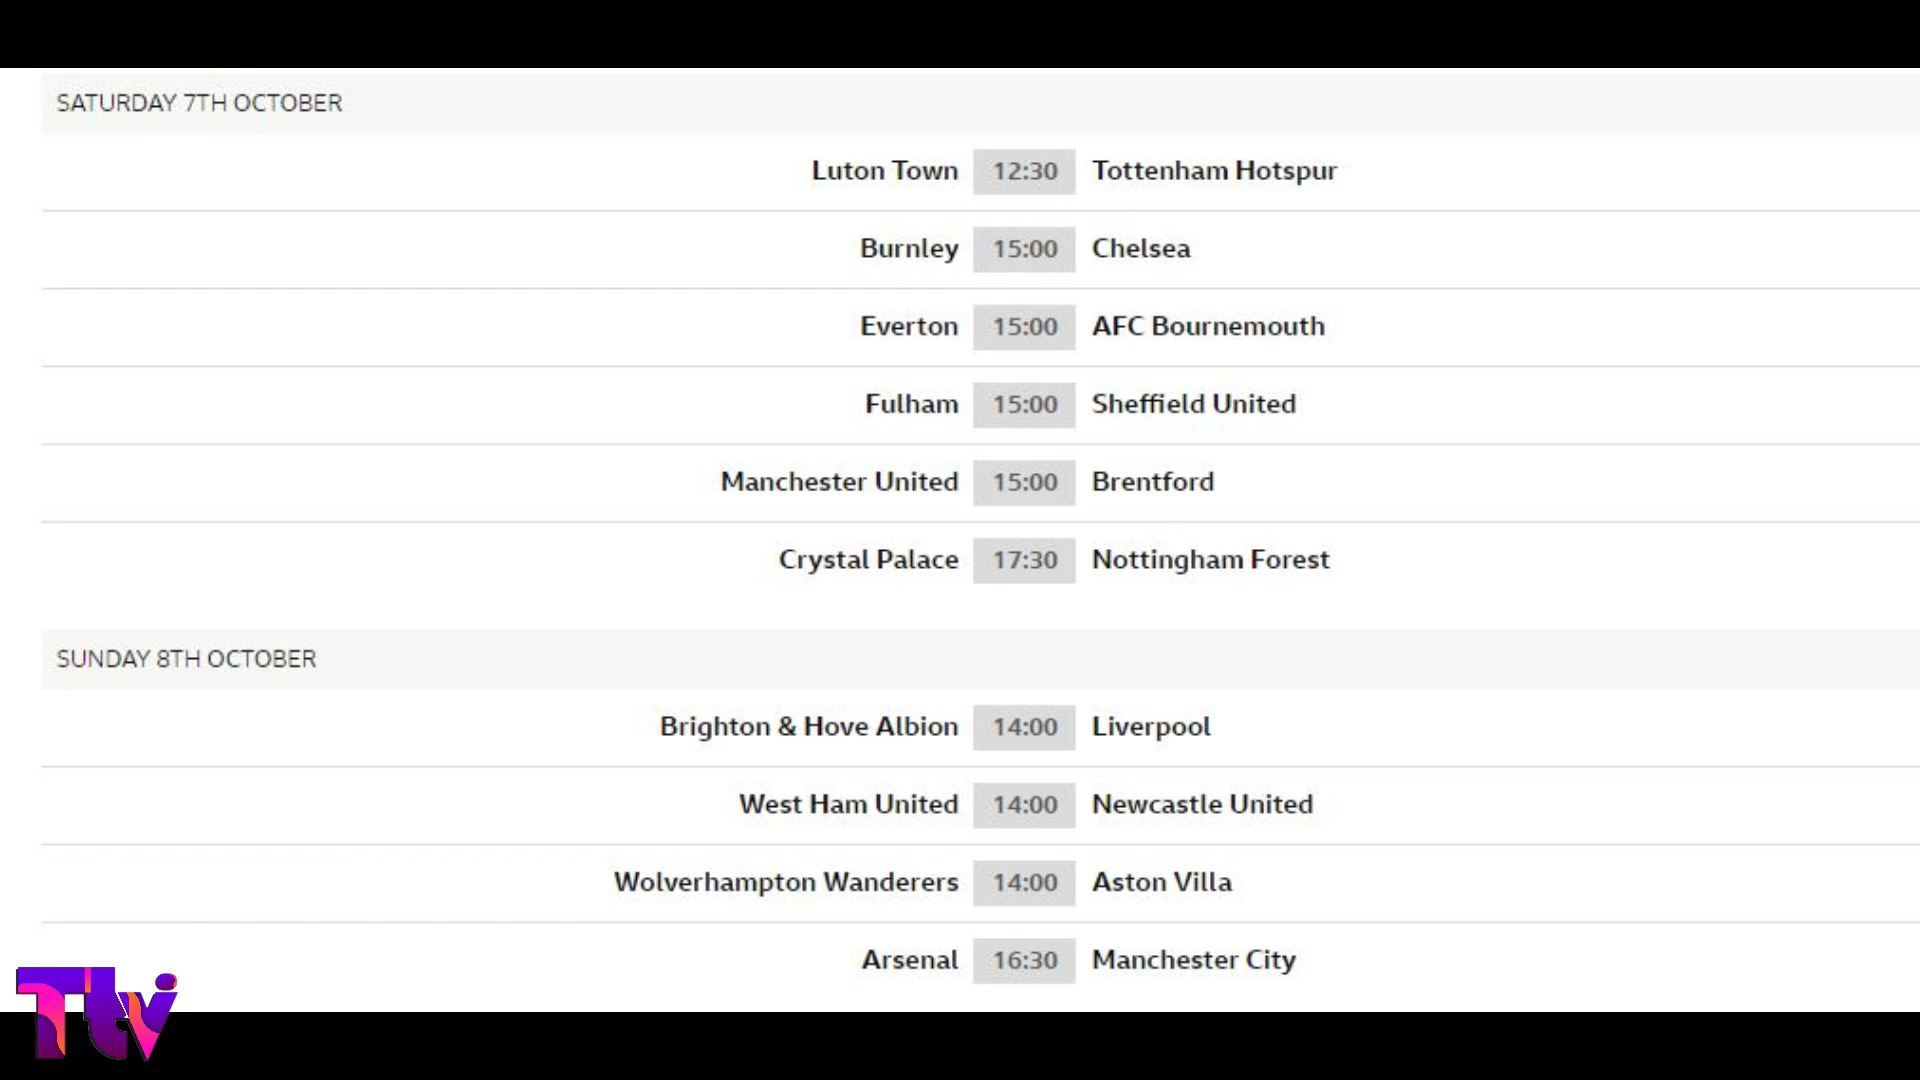 SATURDAY 7TH OCTOBER
Luton Town 12:30 Tottenham Hotspur
Burnley 15:00 Chelsea
Everton 15:00 AFC Bournemouth
Fulham 15:00 Sheffield United
Manchester United 15:00 Brentford
Crystal Palace 17:30 Nottingham Forest
SUNDAY 8TH OCTOBER
Brighton & Hove Albion 14:00 Liverpool
West Ham United 14:00 Newcastle United
Wolverhampton Wanderers 14:00 Aston Villa
Arsenal 16:30 Manchester City
Ttv